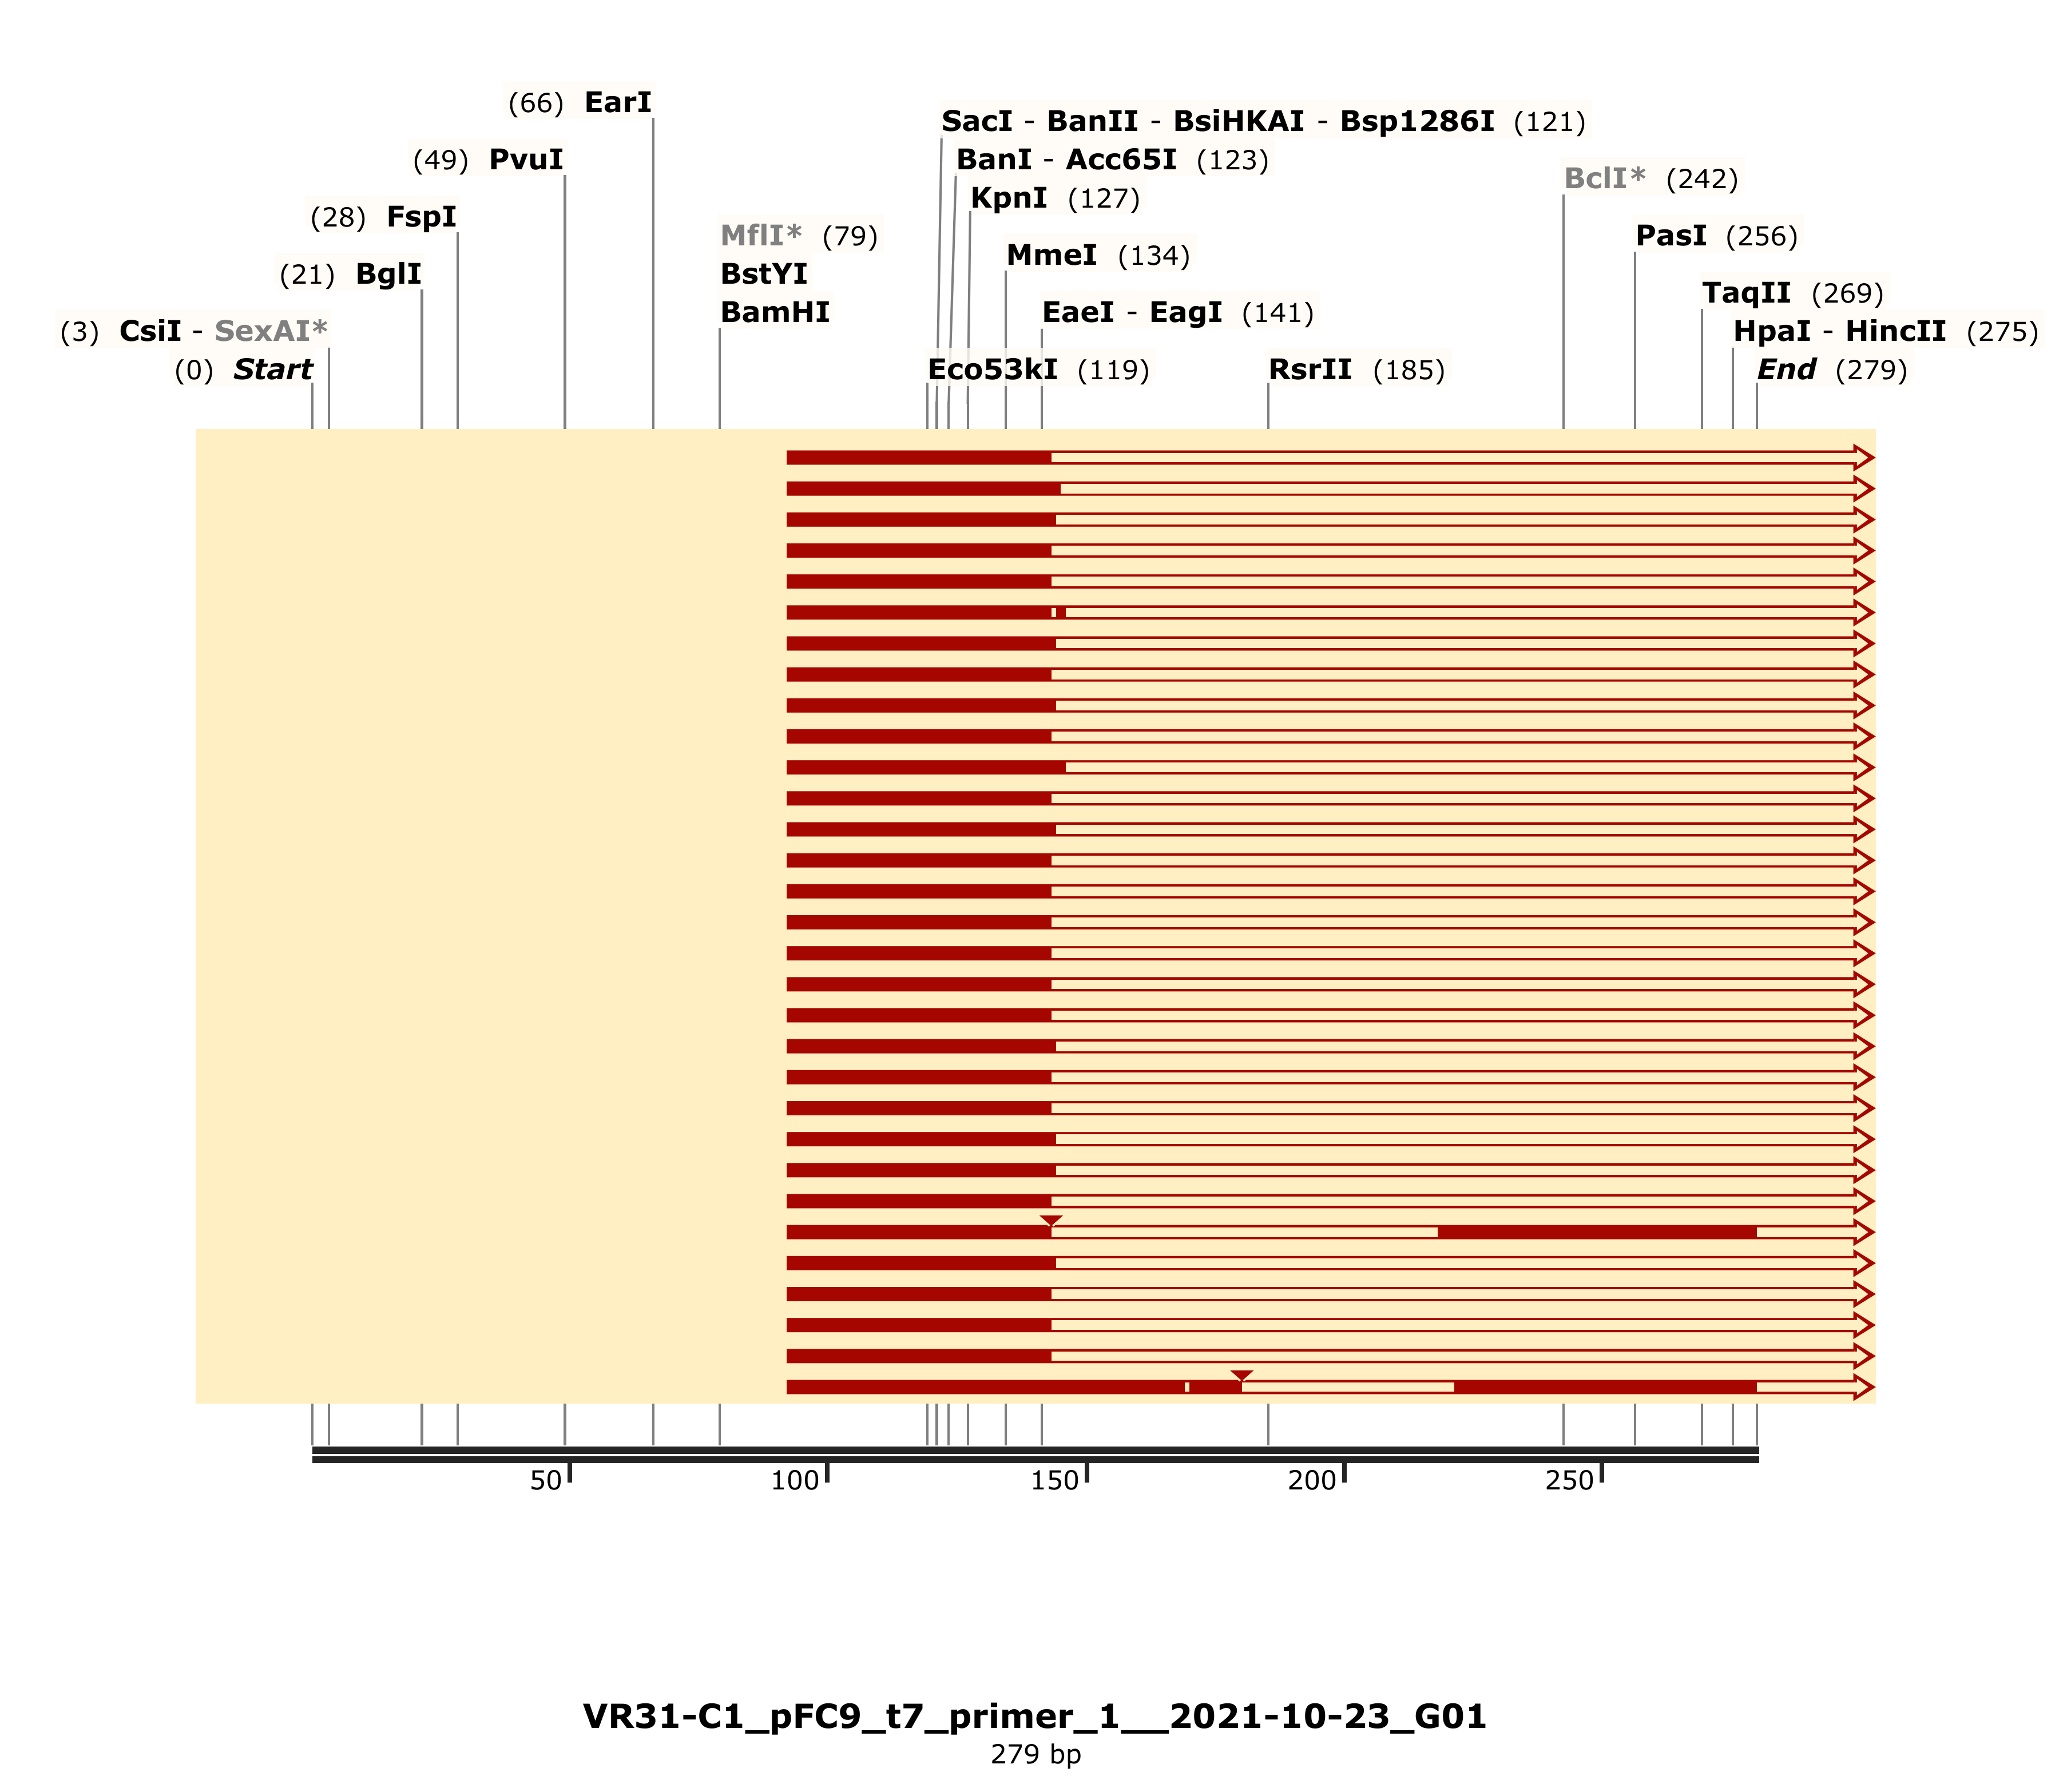 (66) EarI
SacI - BanII - BsiHKAI - Bsp1286I (121)
(49) PvuI
BanI - Acc65I (123)
BclI* (242)
KpnI (127)
(28) FspI
MflI* (79)
PasI (256)
MmeI (134)
(21) BglI
BstYI
TaqII (269)
BamHI
EaeI - EagI (141)
(3) CsiI - SexAI*
HpaI - HincII (275)
(0) Start
Eco53kI (119)
RsrII (185)
End (279)
50 100 150 200 250
VR31-C1_pFC9_t7_primer_1__2021-10-23_G01
279 bp